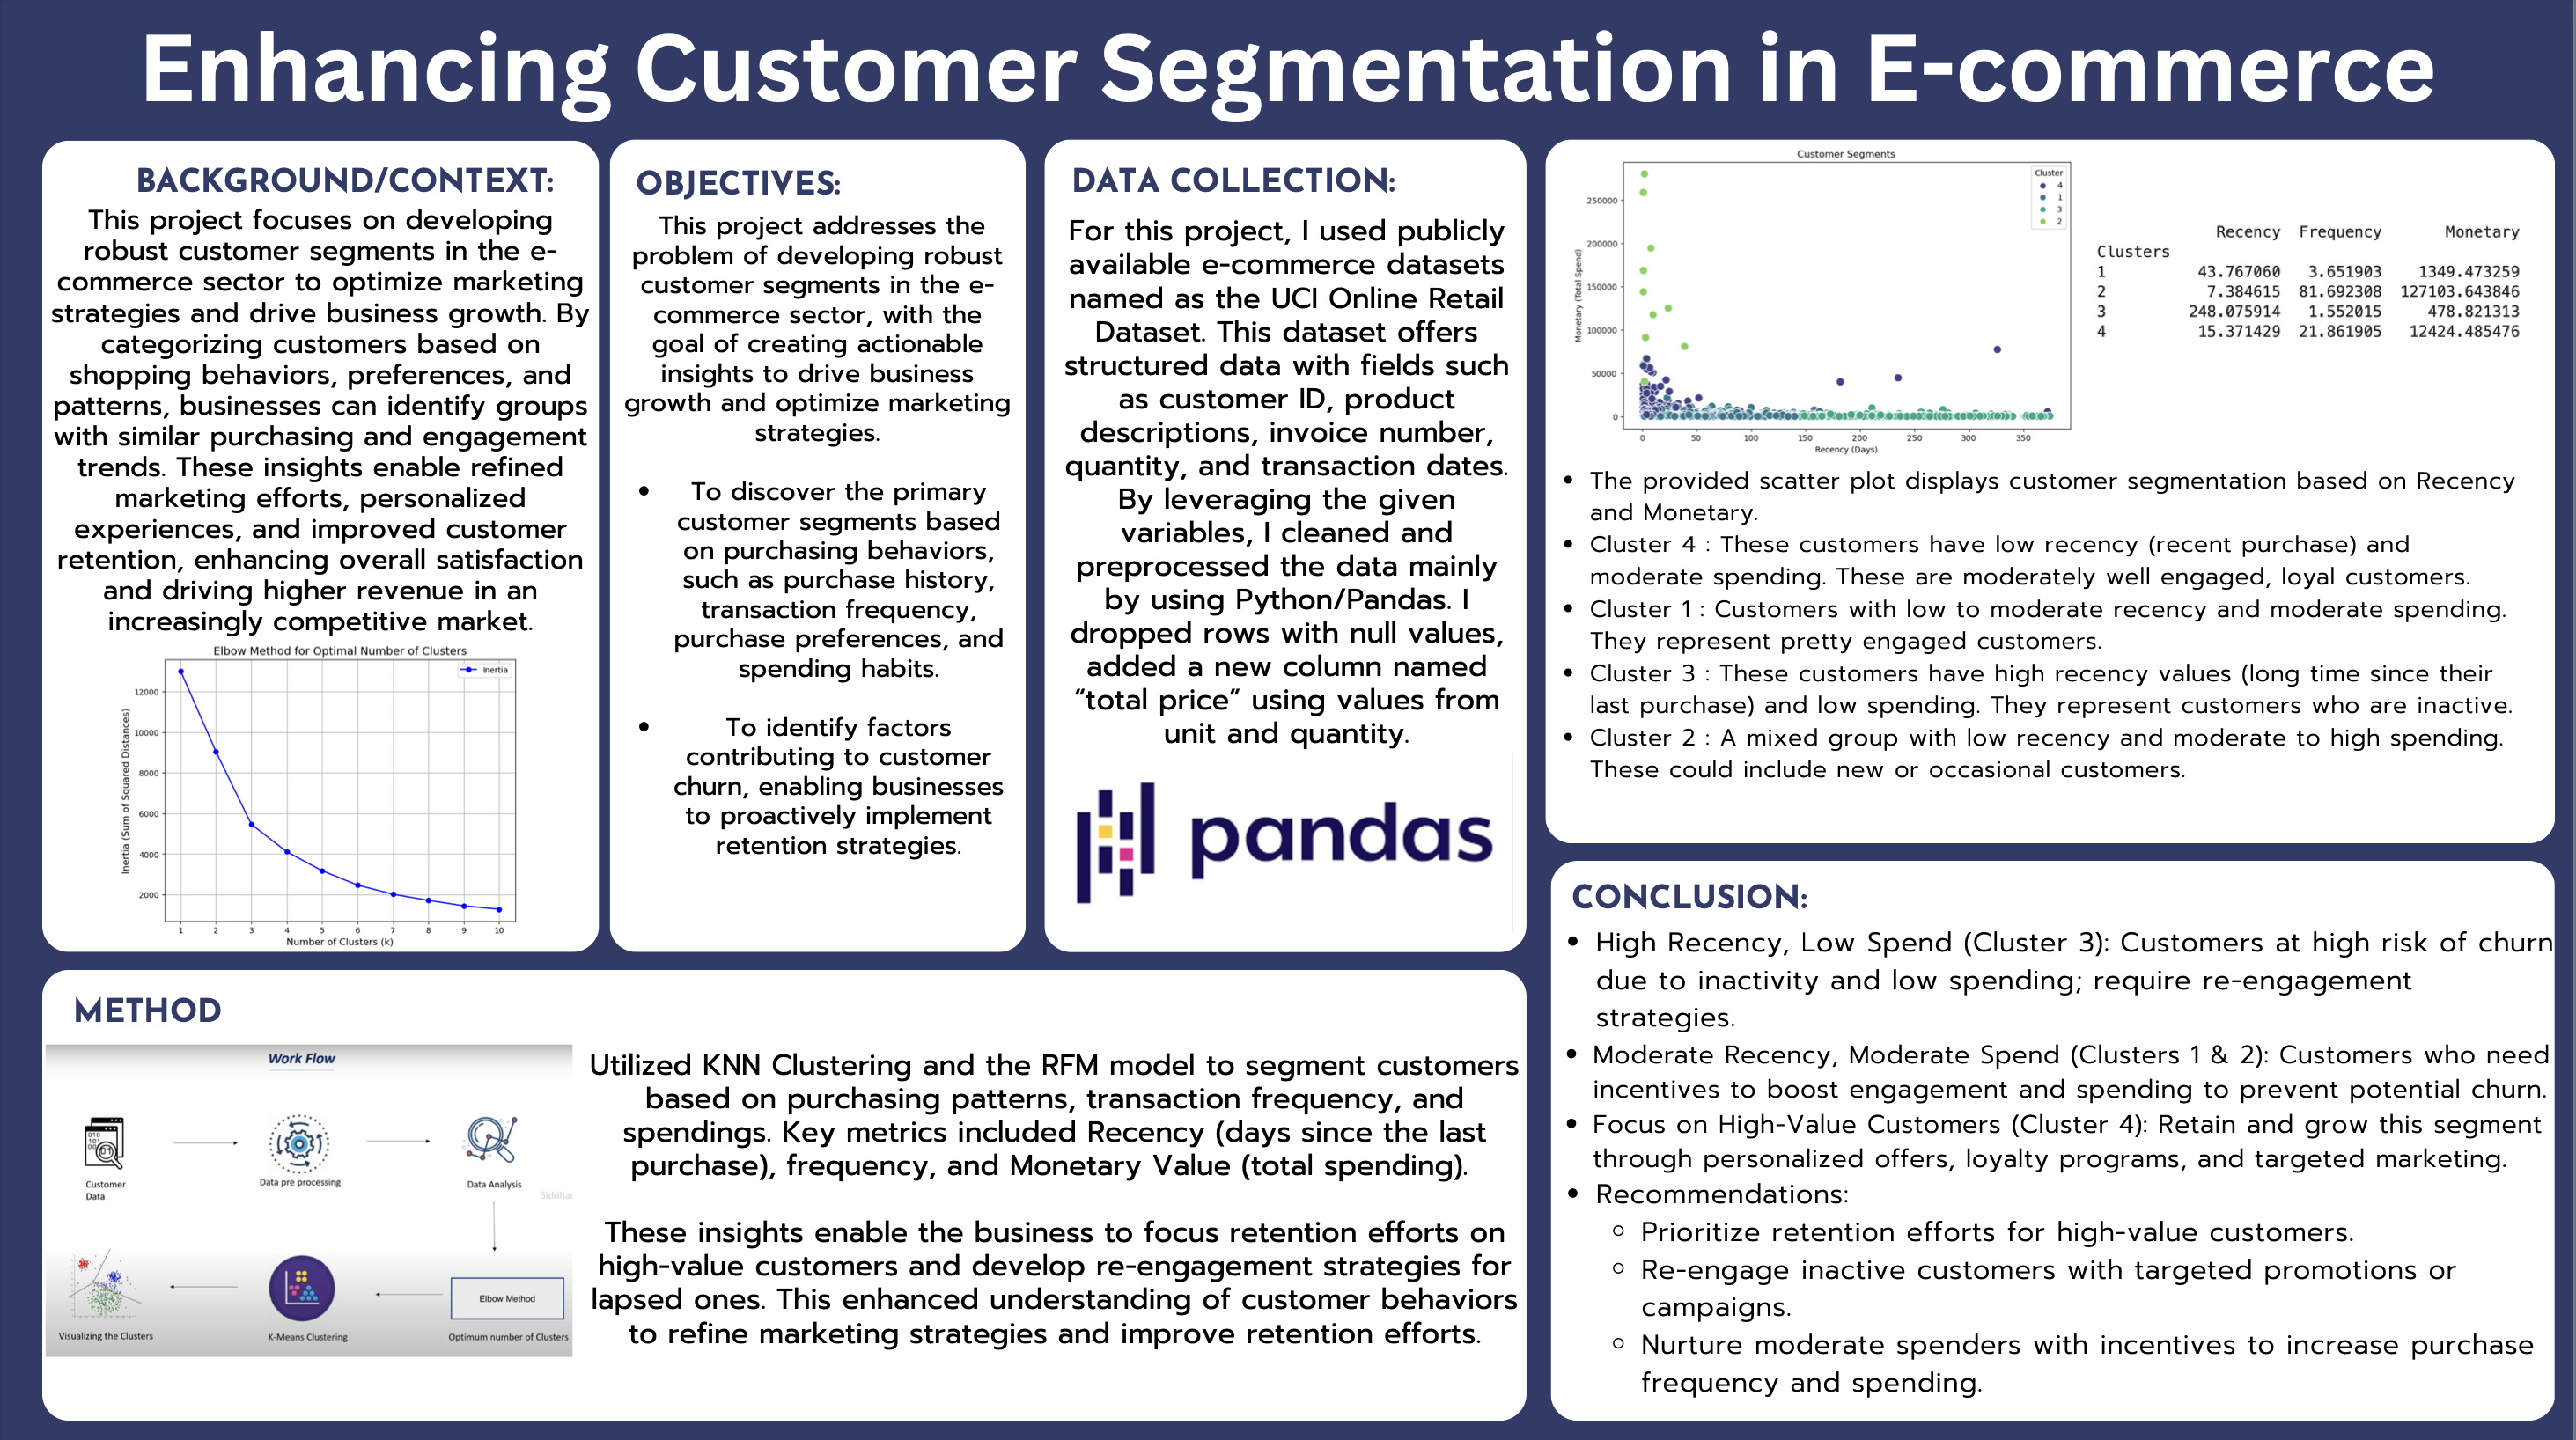 Enhancing Customer Segmentation in E-commerce
BACKGROUND/CONTEXT:
This project focuses on developing
robust customer segments in the e-
commerce sector to optimize marketing
strategies and drive business growth. By
categorizing customers based on
shopping behaviors, preferences, and
patterns, businesses can identify groups
with similar purchasing and engagement
trends. These insights enable refined
marketing efforts, personalized
experiences, and improved customer
retention, enhancing overall satisfaction
and driving higher revenue in an
increasingly competitive market.
Elbow Method for Optimal Number of Clusters
Inertia
Inertia (Sum of Squared Distances)
12000
10000
8000
6000
4000
2000
1 2 3 4 5 6 7 8 9 10
Number of Clusters (k)
OBJECTIVES:
This project addresses the
problem of developing robust
customer segments in the e-
commerce sector, with the
goal of creating actionable
insights to drive business
growth and optimize marketing
strategies.
• To discover the primary
customer segments based
on purchasing behaviors,
such as purchase history,
transaction frequency,
purchase preferences, and
spending habits.
• To identify factors
contributing to customer
churn, enabling businesses
to proactively implement
retention strategies.
DATA COLLECTION:
For this project, I used publicly
available e-commerce datasets
named as the UCI Online Retail
Dataset. This dataset offers
structured data with fields such
as customer ID, product
descriptions, invoice number,
quantity, and transaction dates.
By leveraging the given
variables, I cleaned and
preprocessed the data mainly
by using Python/Pandas. I
dropped rows with null values,
added a new column named
“total price” using values from
unit and quantity.
pandas
METHOD
Work Flow
Customer
Data
Data pre processing
Data Analysis
Siddhar
Visualizing the Clusters
K-Means Clustering
Elbow Method
Optimum number of Clusters
Utilized KNN Clustering and the RFM model to segment customers
based on purchasing patterns, transaction frequency, and
spendings. Key metrics included Recency (days since the last
purchase), frequency, and Monetary Value (total spending).
These insights enable the business to focus retention efforts on
high-value customers and develop re-engagement strategies for
lapsed ones. This enhanced understanding of customer behaviors
to refine marketing strategies and improve retention efforts.
Customer Segments
Cluster
4
1
3
2
Monetary (Total Spend)
250000
200000
150000
100000
50000
0
0 50 100 150 200 250 300 350
Recency (Days)
Recency Frequency Monetary
Clusters
1 43.767060 3.651903 1349.473259
2 7.384615 81.692308 127103.643846
3 248.075914 1.552015 478.821313
4 15.371429 21.861905 12424.485476
• The provided scatter plot displays customer segmentation based on Recency
and Monetary.
• Cluster 4 : These customers have low recency (recent purchase) and
moderate spending. These are moderately well engaged, loyal customers.
• Cluster 1 : Customers with low to moderate recency and moderate spending.
They represent pretty engaged customers.
• Cluster 3 : These customers have high recency values (long time since their
last purchase) and low spending. They represent customers who are inactive.
• Cluster 2 : A mixed group with low recency and moderate to high spending.
These could include new or occasional customers.
CONCLUSION:
• High Recency, Low Spend (Cluster 3): Customers at high risk of churn
due to inactivity and low spending; require re-engagement
strategies.
• Moderate Recency, Moderate Spend (Clusters 1 & 2): Customers who need
incentives to boost engagement and spending to prevent potential churn.
• Focus on High-Value Customers (Cluster 4): Retain and grow this segment
through personalized offers, loyalty programs, and targeted marketing.
• Recommendations:
◦ Prioritize retention efforts for high-value customers.
◦ Re-engage inactive customers with targeted promotions or
campaigns.
◦ Nurture moderate spenders with incentives to increase purchase
frequency and spending.